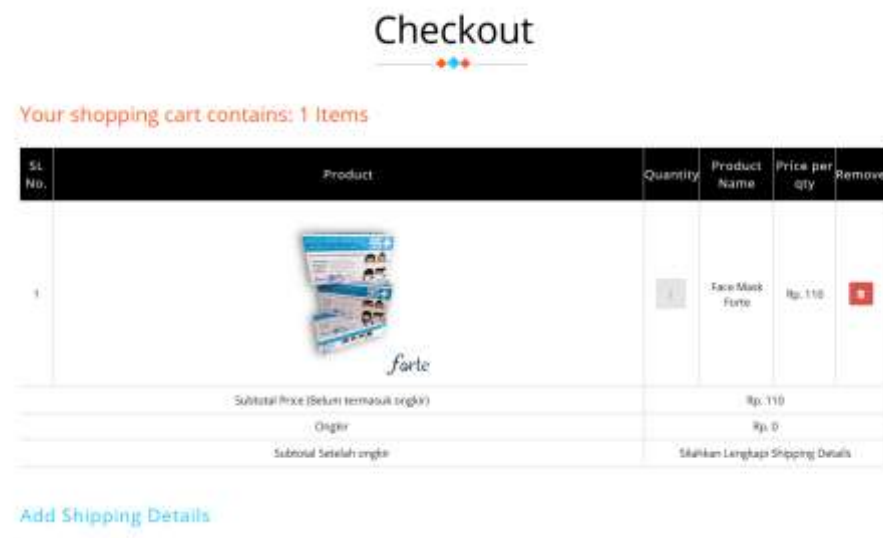 Checkout
Your shopping cart contains: 1 Items
SL No.
Product
Quantity
Product Name
Price per qty
Remove
1
Face Mask Forte
Rp. 110
forte
Subtotal Price (Belum termasuk ongkir)
Rp. 110
Ongkir
Rp. 0
Subtotal Setelah ongkir
Silahkan Lengkapi Shipping Details
Add Shipping Details